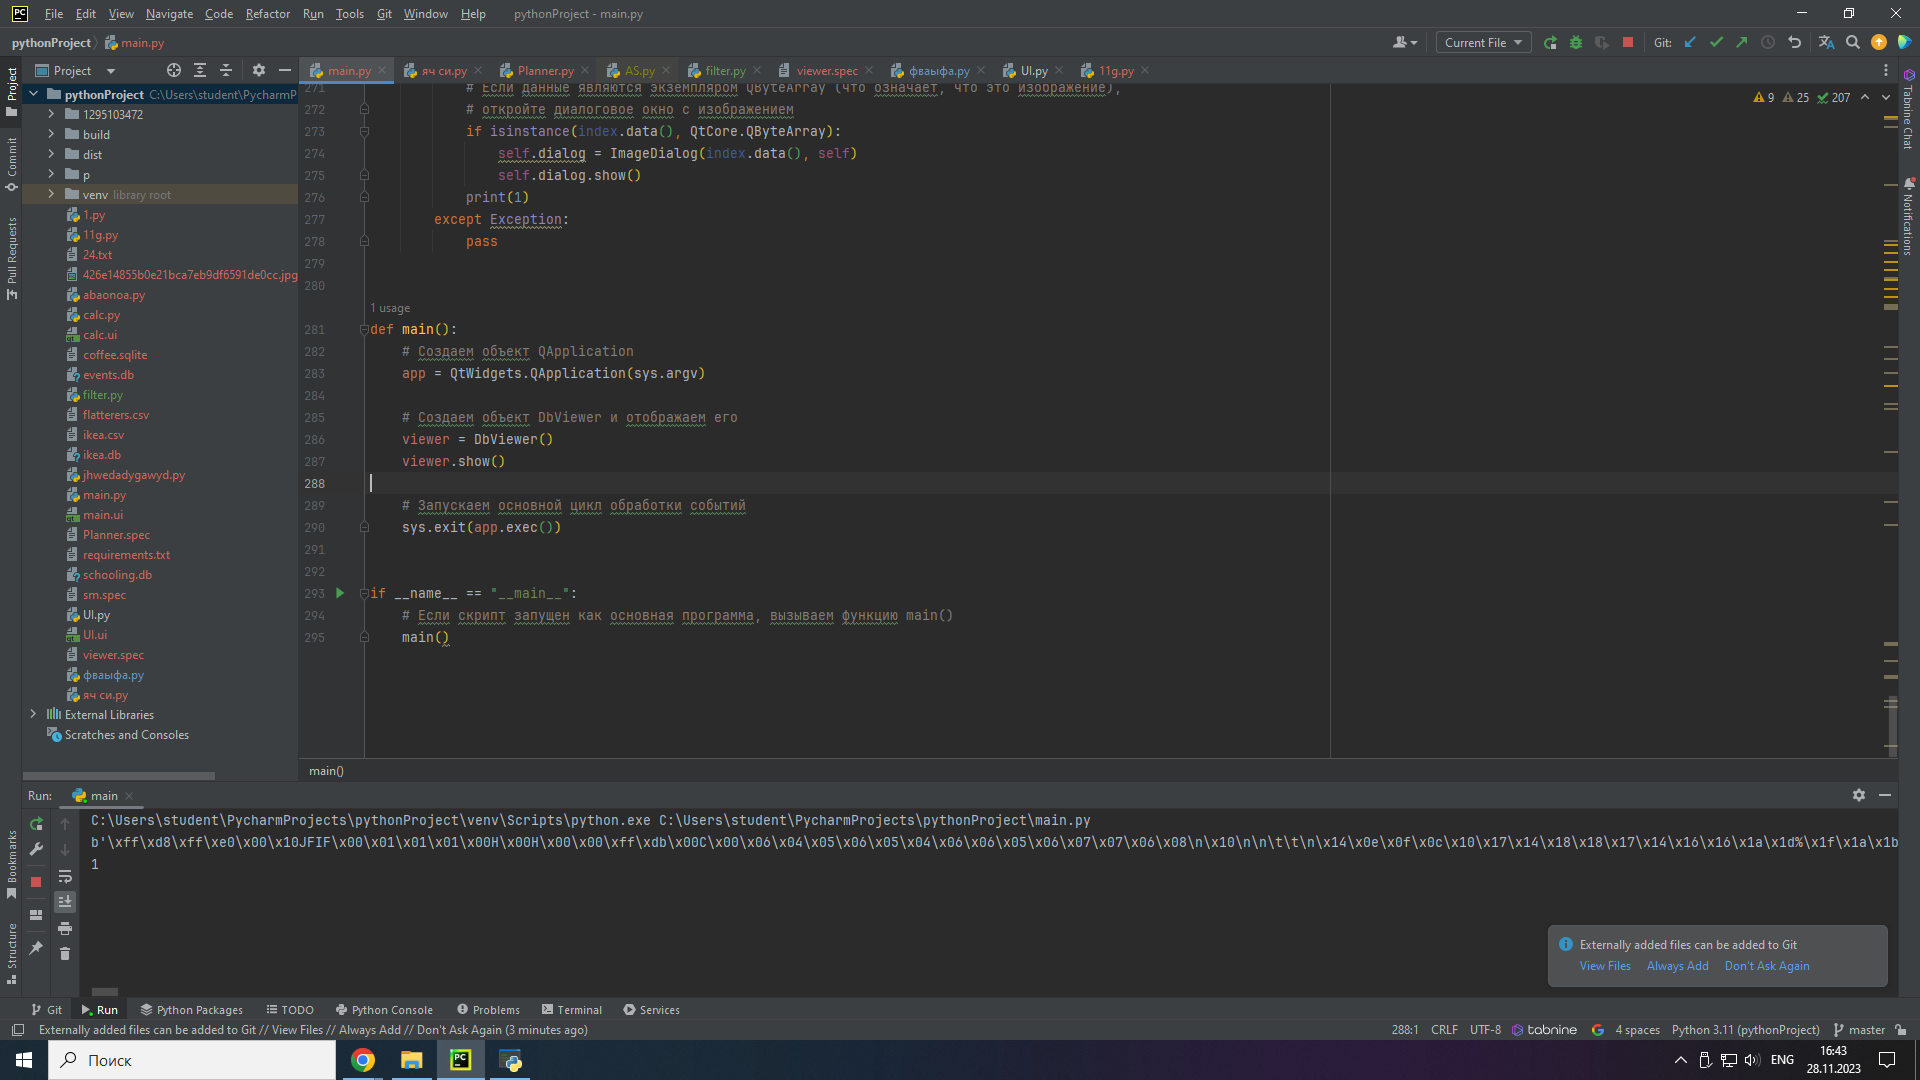 PC File Edit View Navigate Code Refactor Run Tools Git Window Help pythonProject - main.py
pythonProject main.py Current File Git:
Project
main.py яч си.py Planner.py AS.py filter.py viewer.spec фваыфа.py UI.py 11g.py
pythonProject C:\Users\student\PycharmP
1295103472
build
dist
p
venv library root
1.py
11g.py
24.txt
426e14855b0e21bca7eb9df6591de0cc.jpg
abaonoa.py
calc.py
calc.ui
coffee.sqlite
events.db
filter.py
flatterers.csv
ikea.csv
ikea.db
jhwedadygawyd.py
main.py
main.ui
Planner.spec
requirements.txt
schooling.db
sm.spec
UI.py
UI.ui
viewer.spec
фваыфа.py
яч си.py
External Libraries
Scratches and Consoles
Project
Commit
Pull Requests
Bookmarks
Structure
9 25 207
271 # Если данные являются экземпляром QByteArray (что означает, что это изображение),
272 # откройте диалоговое окно с изображением
273 if isinstance(index.data(), QtCore.QByteArray):
274 self.dialog = ImageDialog(index.data(), self)
275 self.dialog.show()
276 print(1)
277 except Exception:
278 pass
279
280
1 usage
281 def main():
282 # Создаем объект QApplication
283 app = QtWidgets.QApplication(sys.argv)
284
285 # Создаем объект DbViewer и отображаем его
286 viewer = DbViewer()
287 viewer.show()
288
289 # Запускаем основной цикл обработки событий
290 sys.exit(app.exec())
291
292
293 if __name__ == "__main__":
294 # Если скрипт запущен как основная программа, вызываем функцию main()
295 main()
main()
Tabnine Chat
Notifications
Run: main
C:\Users\student\PycharmProjects\pythonProject\venv\Scripts\python.exe C:\Users\student\PycharmProjects\pythonProject\main.py
b'\xff\xd8\xff\xe0\x00\x10JFIF\x00\x01\x01\x01\x00H\x00H\x00\x00\xff\xdb\x00C\x00\x06\x04\x05\x06\x05\x04\x06\x06\x05\x06\x07\x07\x06\x08\n\x10\n\n\t\t\n\x14\x0e\x0f\x0c\x10\x17\x14\x18\x18\x17\x14\x16\x16\x1a\x1d%\x1f\x1a\x1b
1
Externally added files can be added to Git
View Files Always Add Don't Ask Again
Git Run Python Packages TODO Python Console Problems Terminal Services
Externally added files can be added to Git // View Files // Always Add // Don't Ask Again (3 minutes ago) 288:1 CRLF UTF-8 tabnine 4 spaces Python 3.11 (pythonProject) master
Поиск PC ENG 16:43
28.11.2023